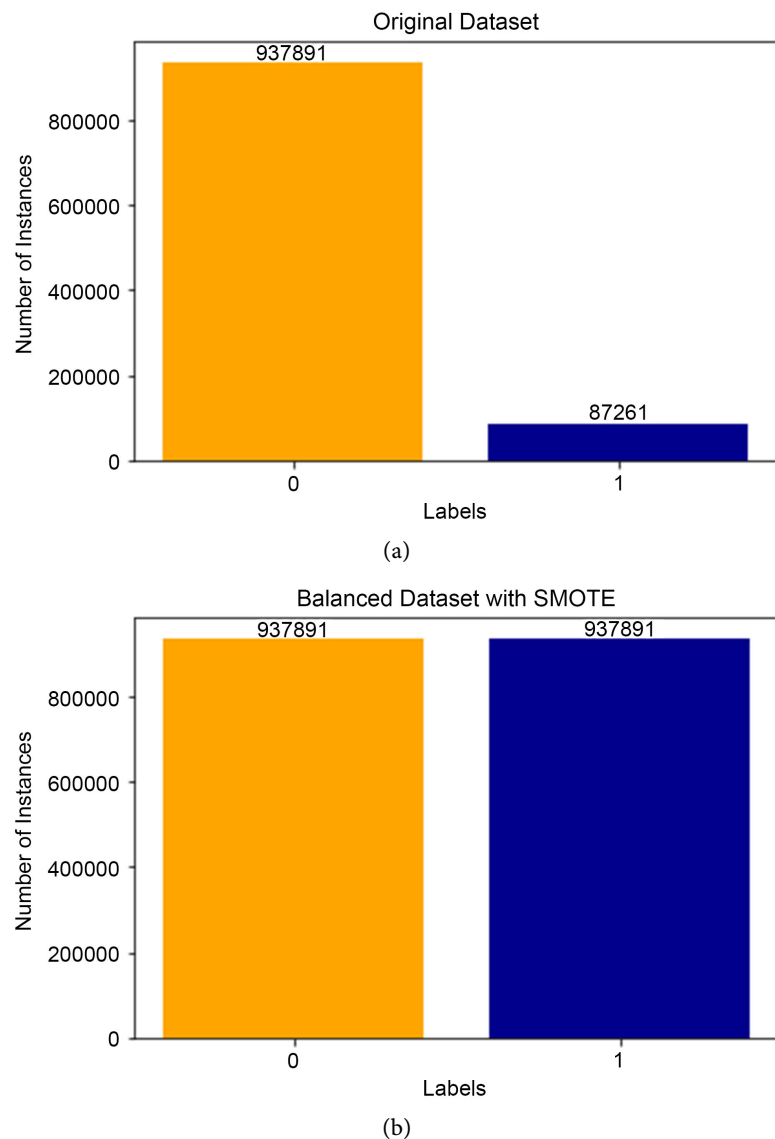 Original Dataset
937891
87261
Number of Instances
800000
600000
400000
200000
0
0 1
Labels
(a)
Balanced Dataset with SMOTE
937891 937891
Number of Instances
800000
600000
400000
200000
0
0 1
Labels
(b)